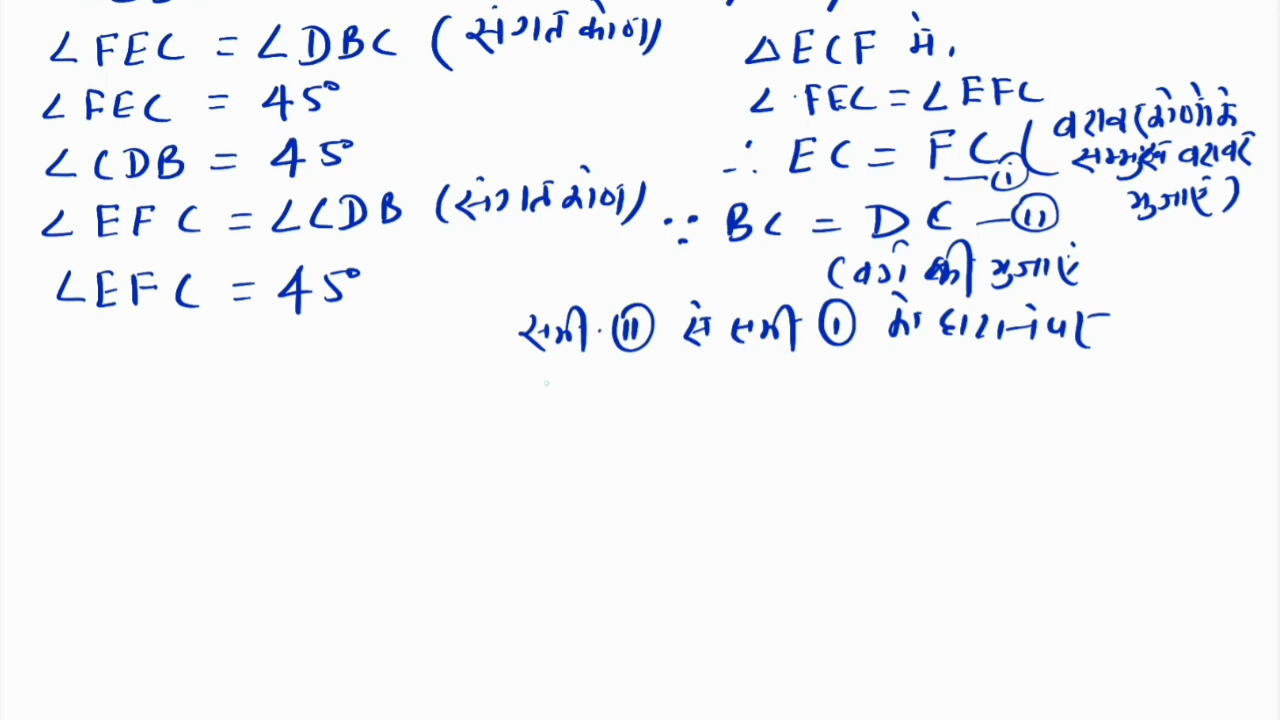 ∠FEC = ∠DBC (संगत कोण)
∠FEC = 45°
∠CDB = 45°
∠EFC = ∠CDB (संगत कोण)
∠EFC = 45°
△ECF में,
∠FEC = ∠EFC
∴ EC = FC —(i) (बराबर कोणों के
सम्मुख बराबर
भुजाएं)
∵ BC = DC —(ii)
(वर्ग की भुजाएं
समी. (ii) से समी (i) को घटाने पर